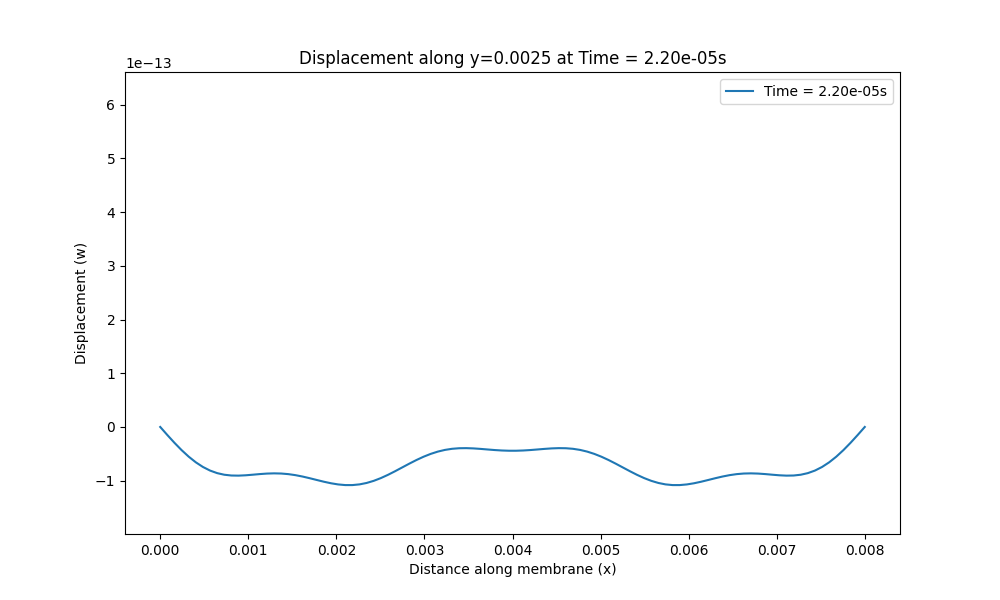 Displacement along y=0.0025 at Time = 2.20e-05s
1e−13
Time = 2.20e-05s
6
5
4
3
2
1
0
−1
Displacement (w)
0.000 0.001 0.002 0.003 0.004 0.005 0.006 0.007 0.008
Distance along membrane (x)